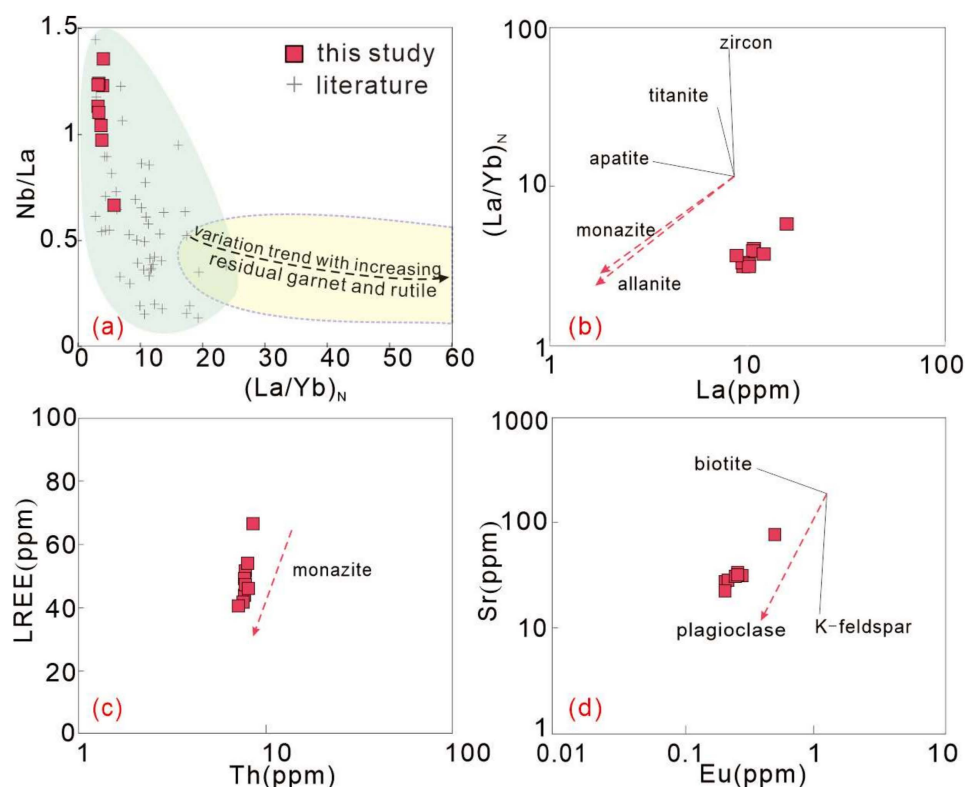 1.5
this study
literature
1
0.5
0
Nb/La
variation trend with increasing
residual garnet and rutile
(a)
0 10 20 30 40 50 60
(La/Yb)N
100
10
1
(La/Yb)N
zircon
titanite
apatite
monazite
allanite
(b)
1 10 100
La(ppm)
100
80
60
40
20
0
LREE(ppm)
monazite
(c)
1 10 100
Th(ppm)
1000
100
10
1
Sr(ppm)
biotite
plagioclase
K-feldspar
(d)
0.01 0.1 1 10
Eu(ppm)